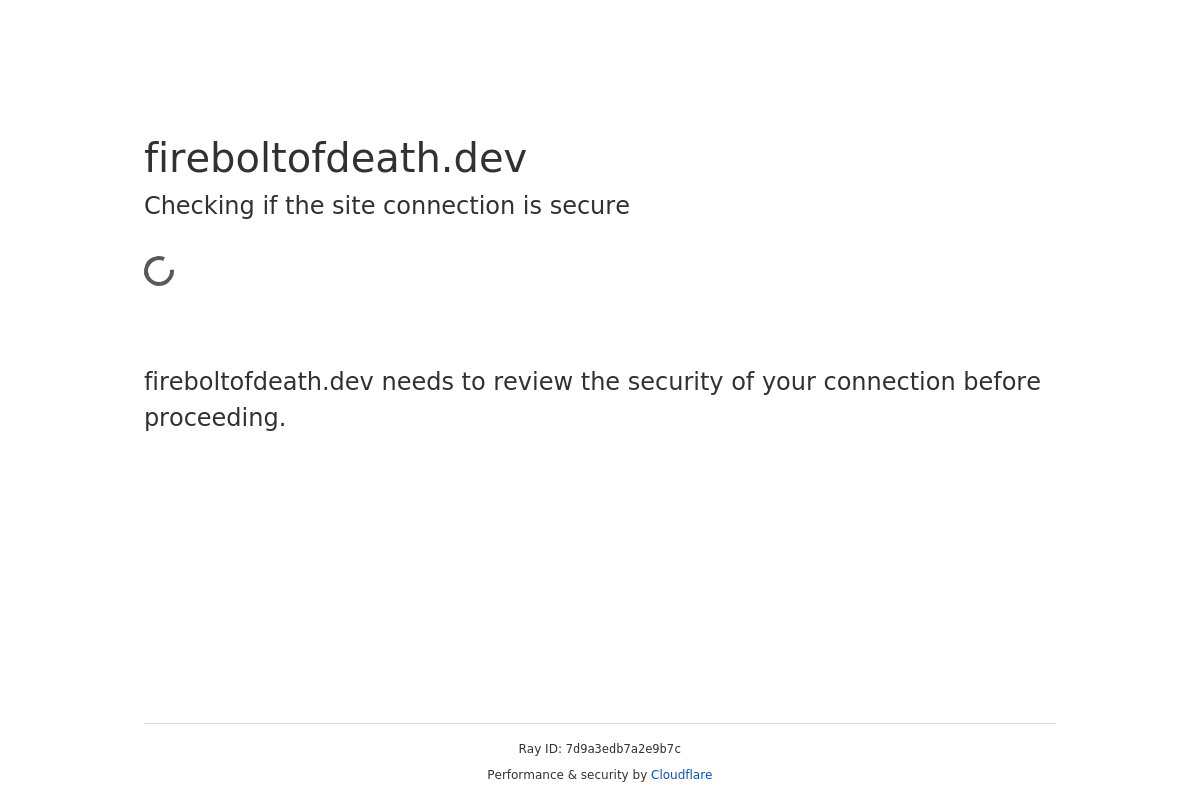 fireboltofdeath.dev
Checking if the site connection is secure
fireboltofdeath.dev needs to review the security of your connection before
proceeding.
Ray ID: 7d9a3edb7a2e9b7c
Performance & security by Cloudflare